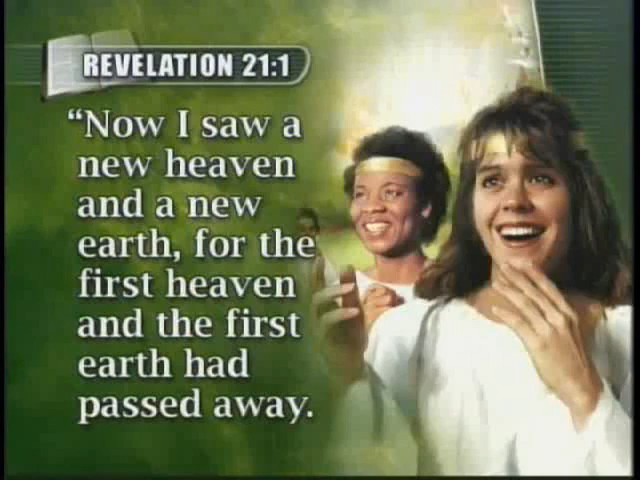 REVELATION 21:1
“Now I saw a
new heaven
and a new
earth, for the
first heaven
and the first
earth had
passed away.